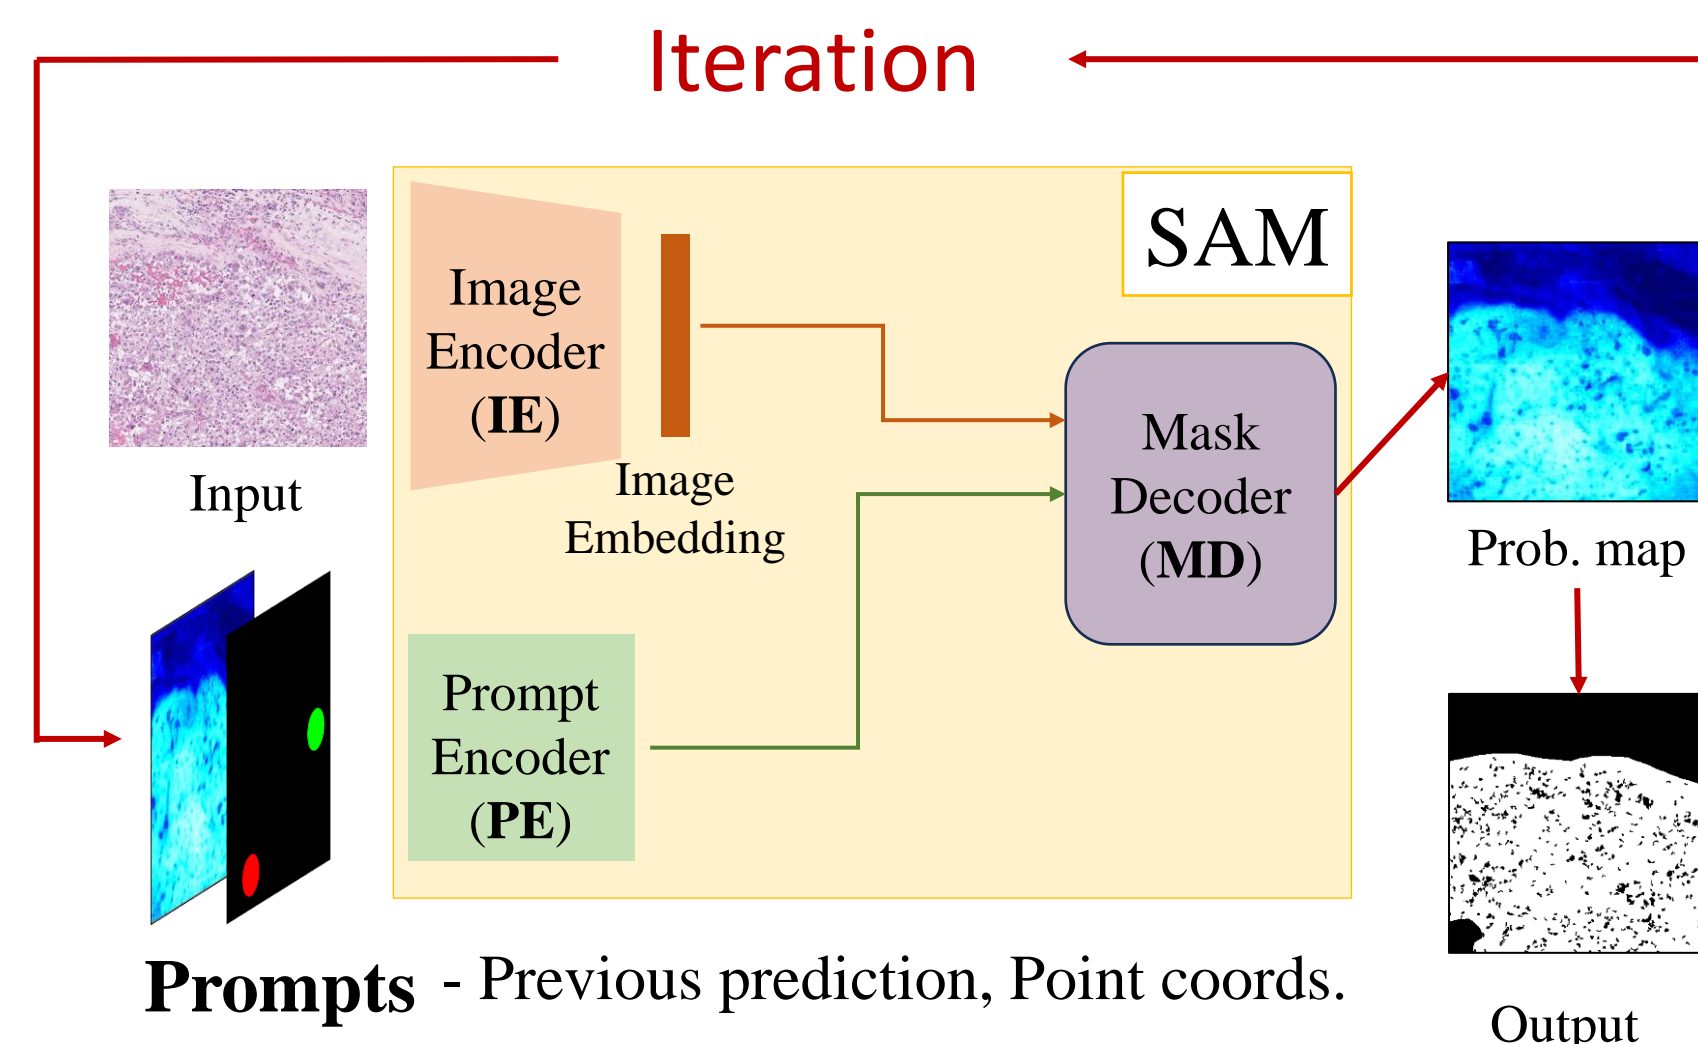 Iteration
SAM
Image
Encoder
(IE)
Input
Image
Embedding
Mask
Decoder
(MD)
Prob. map
Prompt
Encoder
(PE)
Prompts - Previous prediction, Point coords.
Output